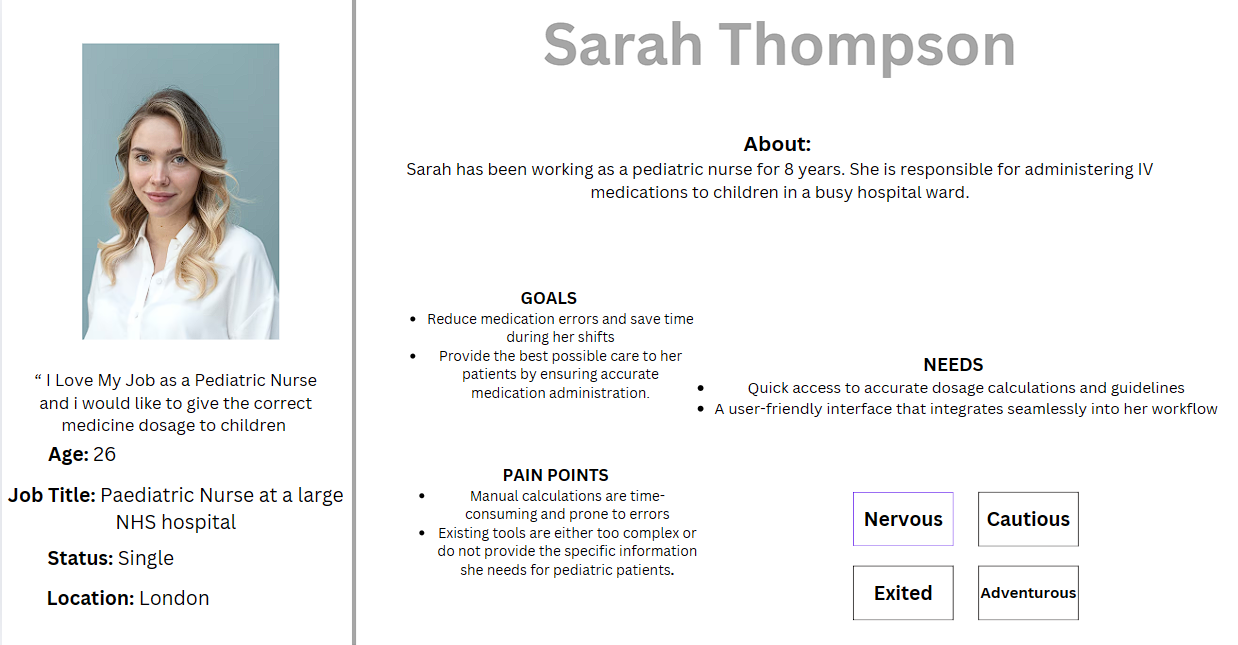 Sarah Thompson
“ I Love My Job as a Pediatric Nurse
and i would like to give the correct
medicine dosage to children
Age: 26
Job Title: Paediatric Nurse at a large
NHS hospital
Status: Single
Location: London
About:
Sarah has been working as a pediatric nurse for 8 years. She is responsible for administering IV
medications to children in a busy hospital ward.
GOALS
• Reduce medication errors and save time
during her shifts
• Provide the best possible care to her
patients by ensuring accurate
medication administration.
PAIN POINTS
• Manual calculations are time-
consuming and prone to errors
• Existing tools are either too complex or
do not provide the specific information
she needs for pediatric patients.
NEEDS
• Quick access to accurate dosage calculations and guidelines
• A user-friendly interface that integrates seamlessly into her workflow
Nervous
Cautious
Exited
Adventurous